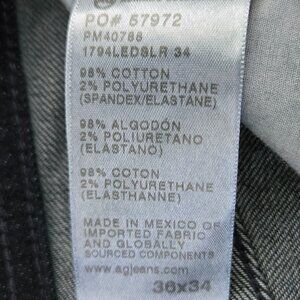 PO# 57972
PM40766
1794LEDSLR 34
98% COTTON
2% POLYURETHANE
(SPANDEX/ELASTANE)
98% ALGODÓN
2% POLIURETANO
(ELASTANO)
98% COTON
2% POLYURETHANE
(ELASTHANNE)
MADE IN MEXICO OF
IMPORTED FABRIC
AND GLOBALLY
SOURCED COMPONENTS
www.agjeans.com
36x34